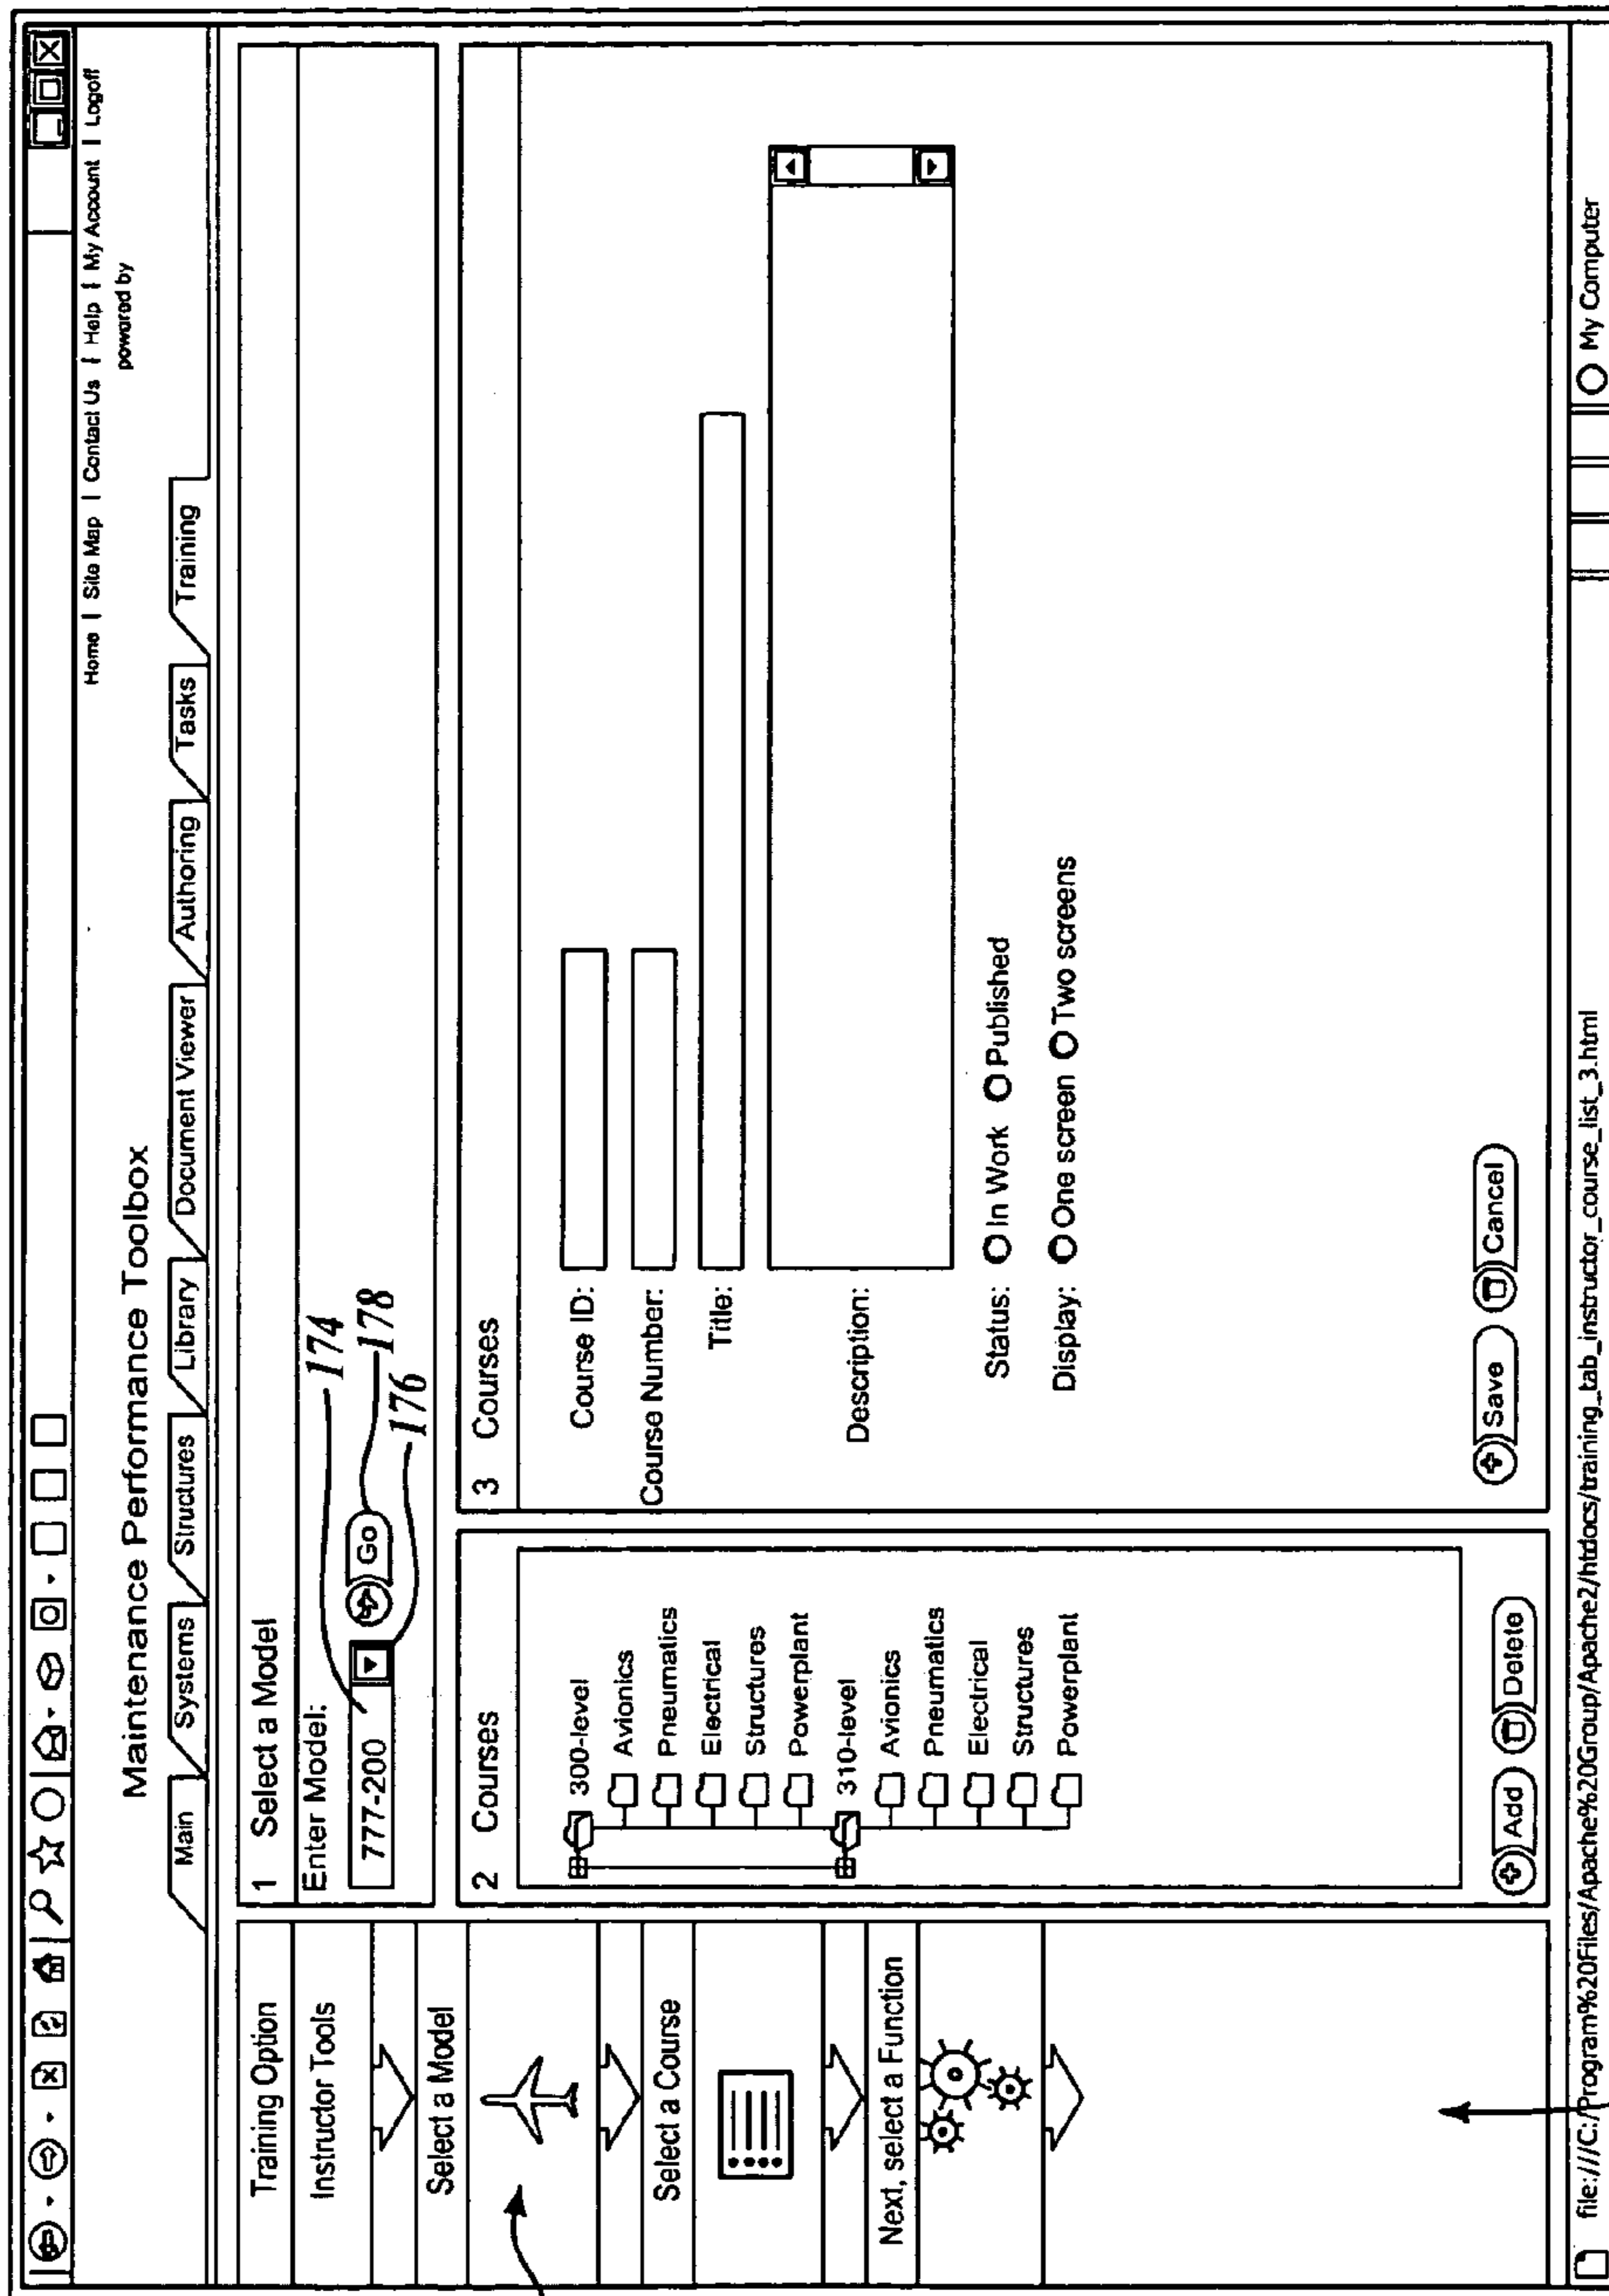 Home | Site Map | Contact Us | Help | My Account | Logoff
powered by
Maintenance Performance Toolbox
Main Systems Structures Library Document Viewer Authoring Tasks Training
Training Option
Instructor Tools
Select a Model
Select a Course
Next, select a Function
1 Select a Model
Enter Model:
777-200 Go
174
178
176
2 Courses
300-level
Avionics
Pneumatics
Electrical
Structures
Powerplant
310-level
Avionics
Pneumatics
Electrical
Structures
Powerplant
Add Delete
3 Courses
Course ID:
Course Number:
Title:
Description:
Status: In Work Published
Display: One screen Two screens
Save Cancel
file:///C:/Program%20Files/Apache%20Group/Apache2/htdocs/training_tab_instructor_course_list_3.html
My Computer